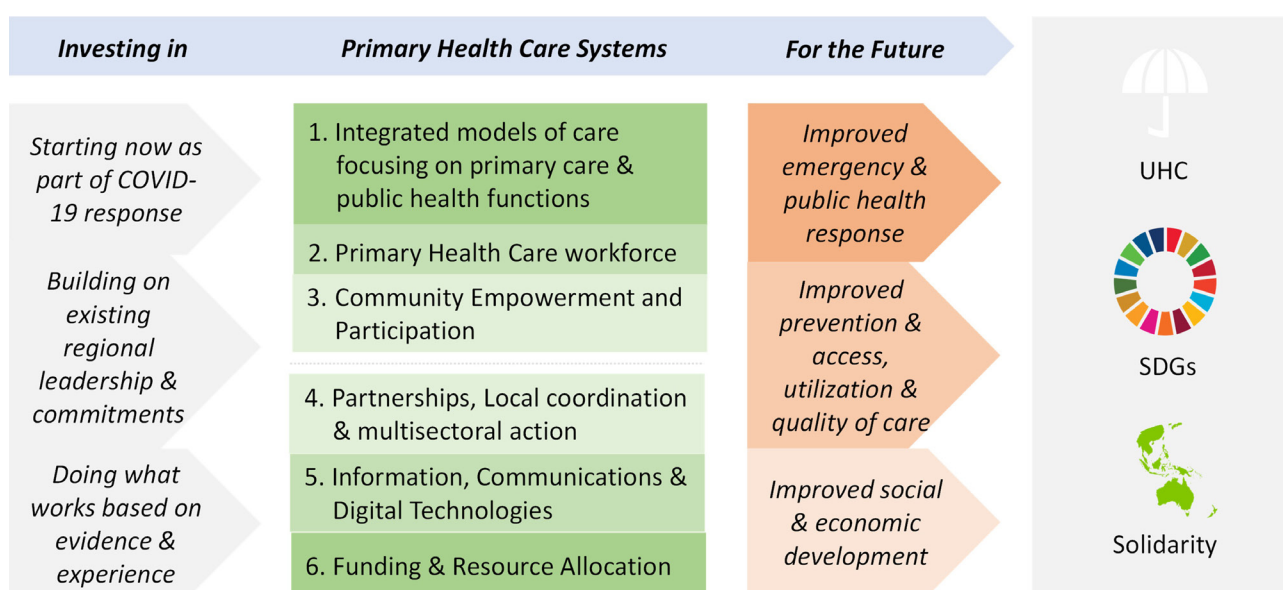 Investing in
Primary Health Care Systems
For the Future
Starting now as
part of COVID-
19 response
Building on
existing
regional
leadership &
commitments
Doing what
works based on
evidence &
experience
1. Integrated models of care
focusing on primary care &
public health functions
2. Primary Health Care workforce
3. Community Empowerment and
Participation
4. Partnerships, Local coordination
& multisectoral action
5. Information, Communications &
Digital Technologies
6. Funding & Resource Allocation
Improved
emergency &
public health
response
Improved
prevention &
access,
utilization &
quality of care
Improved social
& economic
development
UHC
SDGs
Solidarity